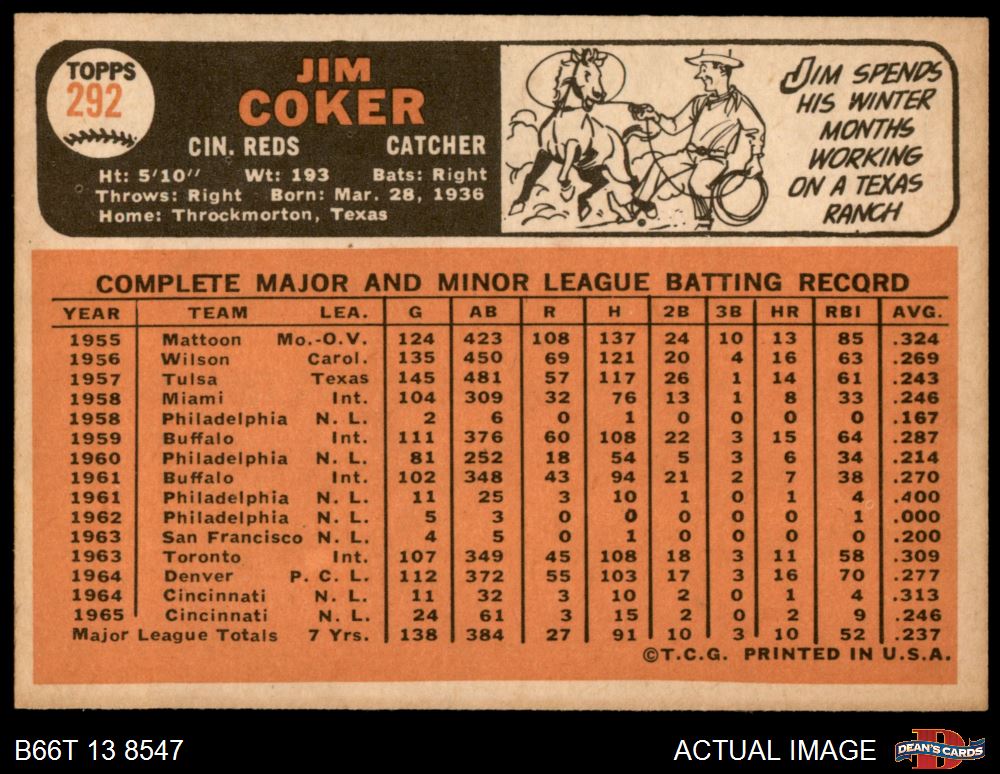 TOPPS
292
JIM
COKER
CIN. REDS CATCHER
Ht: 5'10" Wt: 193 Bats: Right
Throws: Right Born: Mar. 28, 1936
Home: Throckmorton, Texas
JIM SPENDS
HIS WINTER
MONTHS
WORKING
ON A TEXAS
RANCH
COMPLETE MAJOR AND MINOR LEAGUE BATTING RECORD
YEAR TEAM LEA. G AB R H 2B 3B HR RBI AVG.
1955 Mattoon Mo.-O.V. 124 423 108 137 24 10 13 85 .324
1956 Wilson Carol. 135 450 69 121 20 4 16 63 .269
1957 Tulsa Texas 145 481 57 117 26 1 14 61 .243
1958 Miami Int. 104 309 32 76 13 1 8 33 .246
1958 Philadelphia N. L. 2 6 0 1 0 0 0 0 .167
1959 Buffalo Int. 111 376 60 108 22 3 15 64 .287
1960 Philadelphia N. L. 81 252 18 54 5 3 6 34 .214
1961 Buffalo Int. 102 348 43 94 21 2 7 38 .270
1961 Philadelphia N. L. 11 25 3 10 1 0 1 4 .400
1962 Philadelphia N. L. 5 3 0 0 0 0 0 1 .000
1963 San Francisco N. L. 4 5 0 1 0 0 0 0 .200
1963 Toronto Int. 107 349 45 108 18 3 11 58 .309
1964 Denver P. C. L. 112 372 55 103 17 3 16 70 .277
1964 Cincinnati N. L. 11 32 3 10 2 0 1 4 .313
1965 Cincinnati N. L. 24 61 3 15 2 0 2 9 .246
Major League Totals 7 Yrs. 138 384 27 91 10 3 10 52 .237
©T.C.G. PRINTED IN U.S.A.
B66T 13 8547 ACTUAL IMAGE DEAN'S CARDS